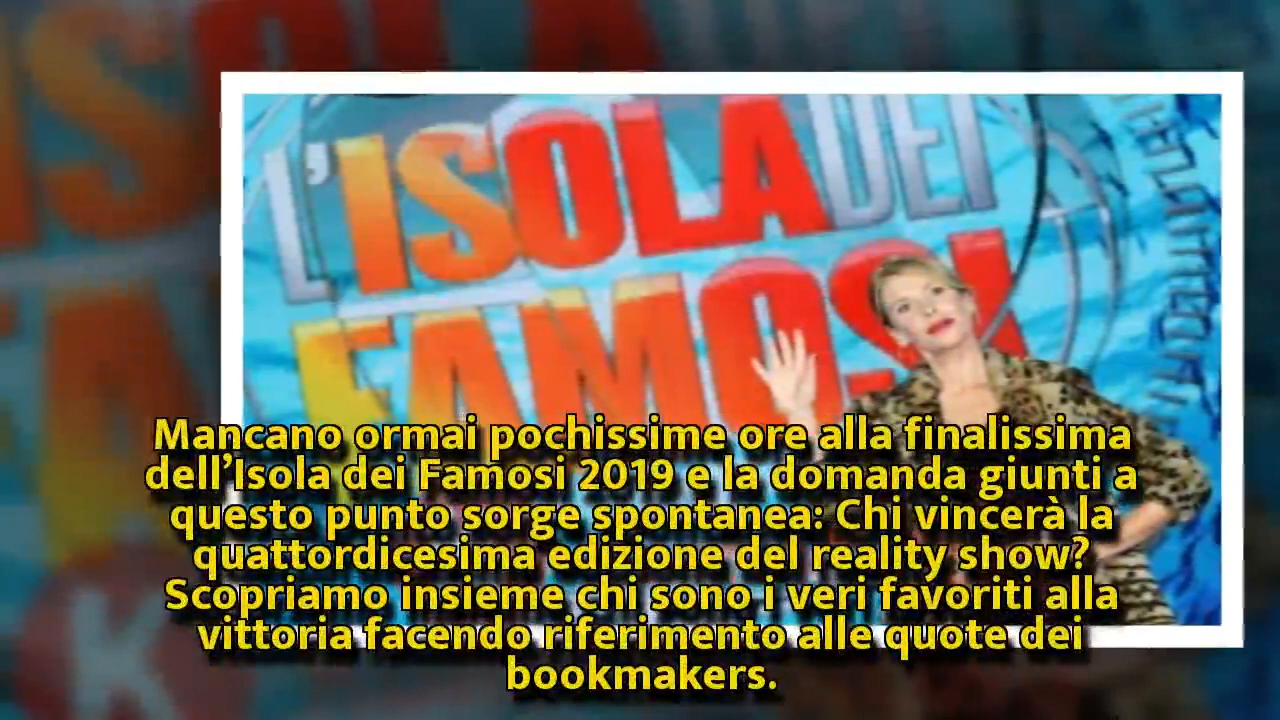 L'ISOLA DEI
FAMOSI
Mancano ormai pochissime ore alla finalissima
dell'Isola dei Famosi 2019 e la domanda giunti a
questo punto sorge spontanea: Chi vincerà la
quattordicesima edizione del reality show?
Scopriamo insieme chi sono i veri favoriti alla
vittoria facendo riferimento alle quote dei
bookmakers.
K